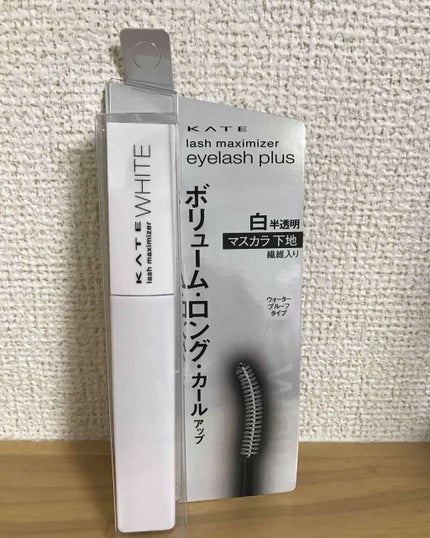 KATE
lash maximizer
eyelash plus
白 半透明
マスカラ下地
繊維入り
ウォーター
プルーフ
タイプ
ボリューム・ロング・カールアップ
KATE WHITE
lash maximizer